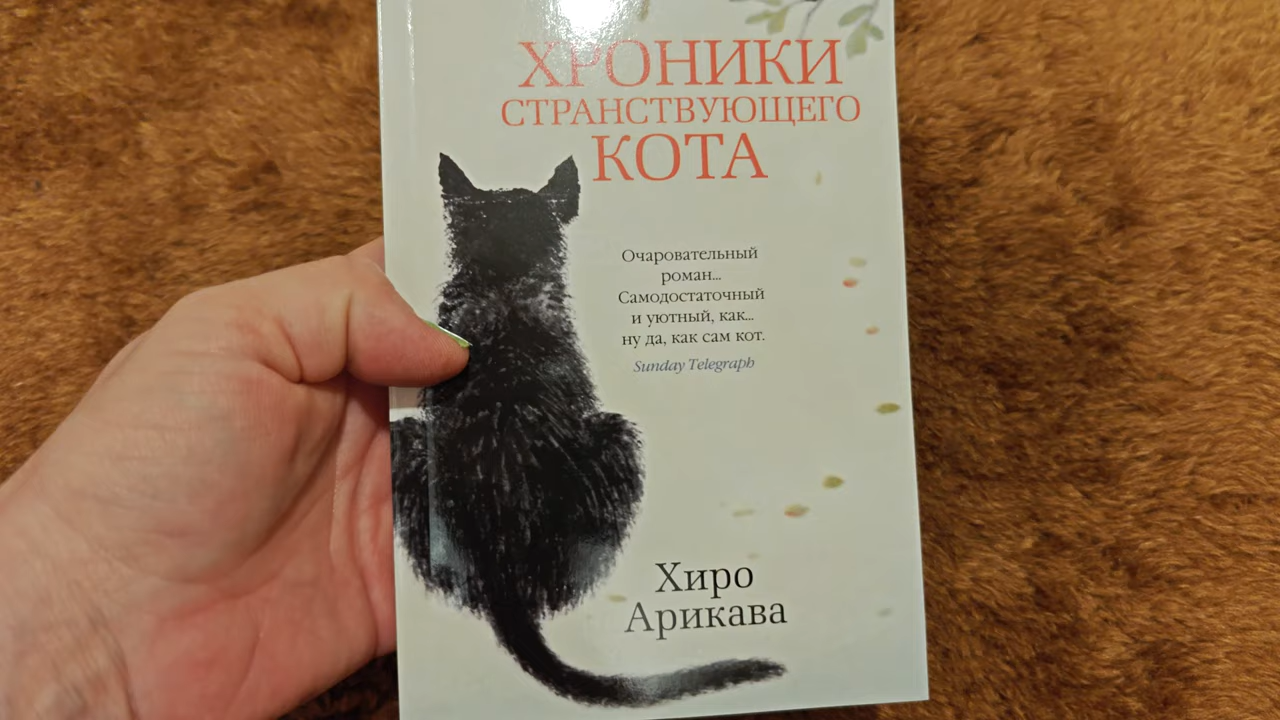 ХРОНИКИ
СТРАНСТВУЮЩЕГО
КОТА
Очаровательный
роман...
Самодостаточный
и уютный, как...
ну да, как сам кот.
Sunday Telegraph
Хиро
Арикава